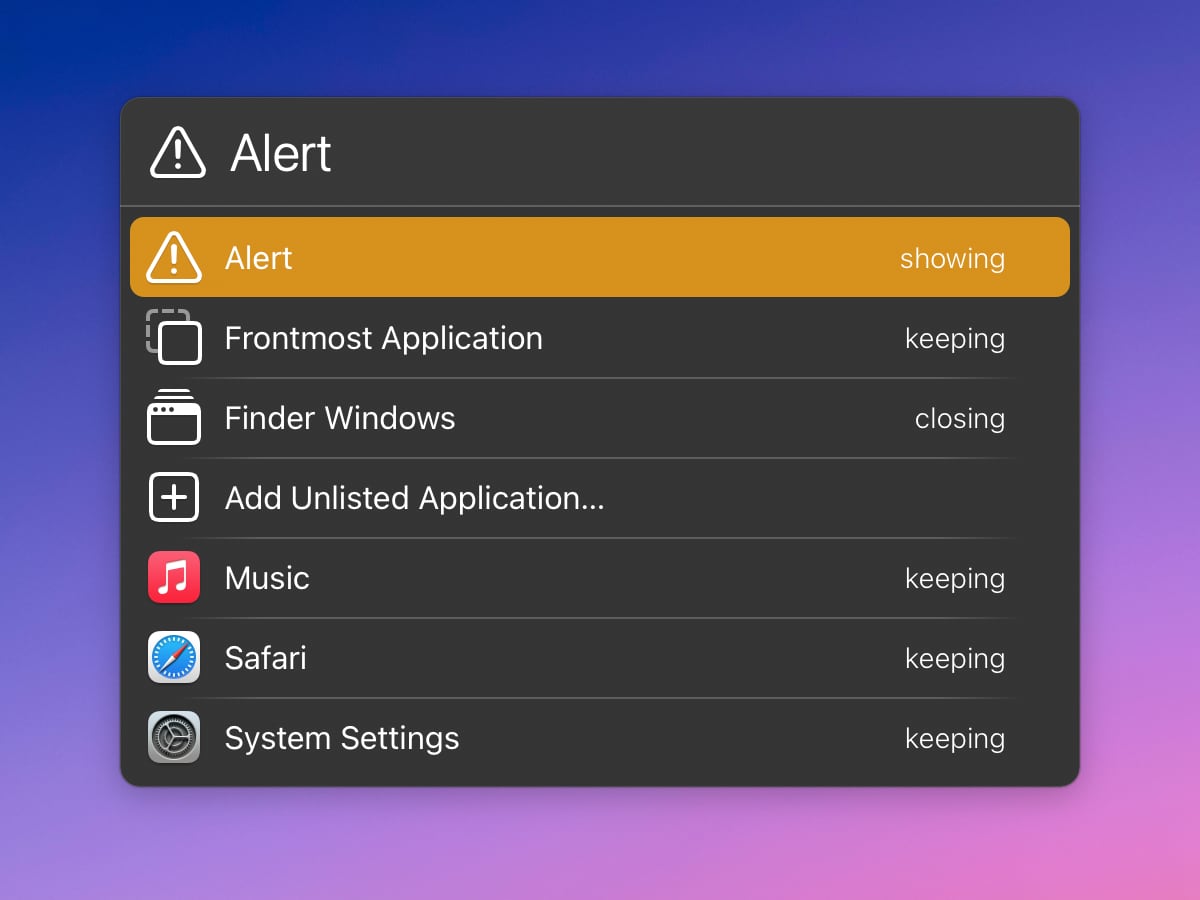 Alert
Alert showing
Frontmost Application keeping
Finder Windows closing
Add Unlisted Application...
Music keeping
Safari keeping
System Settings keeping